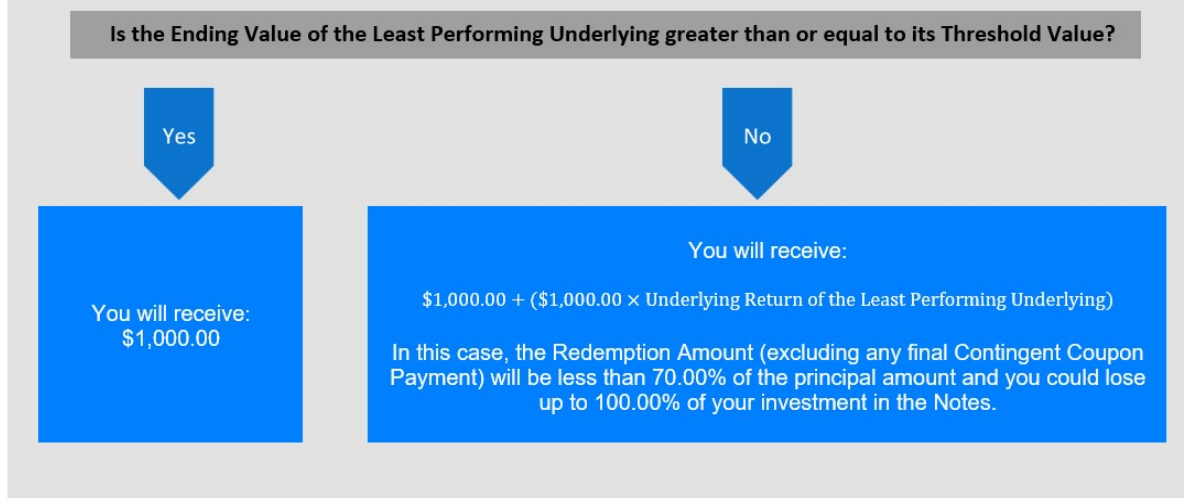 Is the Ending Value of the Least Performing Underlying greater than or equal to its Threshold Value?
Yes
No
You will receive:
$1,000.00
You will receive:
$1,000.00 + ($1,000.00 × Underlying Return of the Least Performing Underlying)
In this case, the Redemption Amount (excluding any final Contingent Coupon
Payment) will be less than 70.00% of the principal amount and you could lose
up to 100.00% of your investment in the Notes.